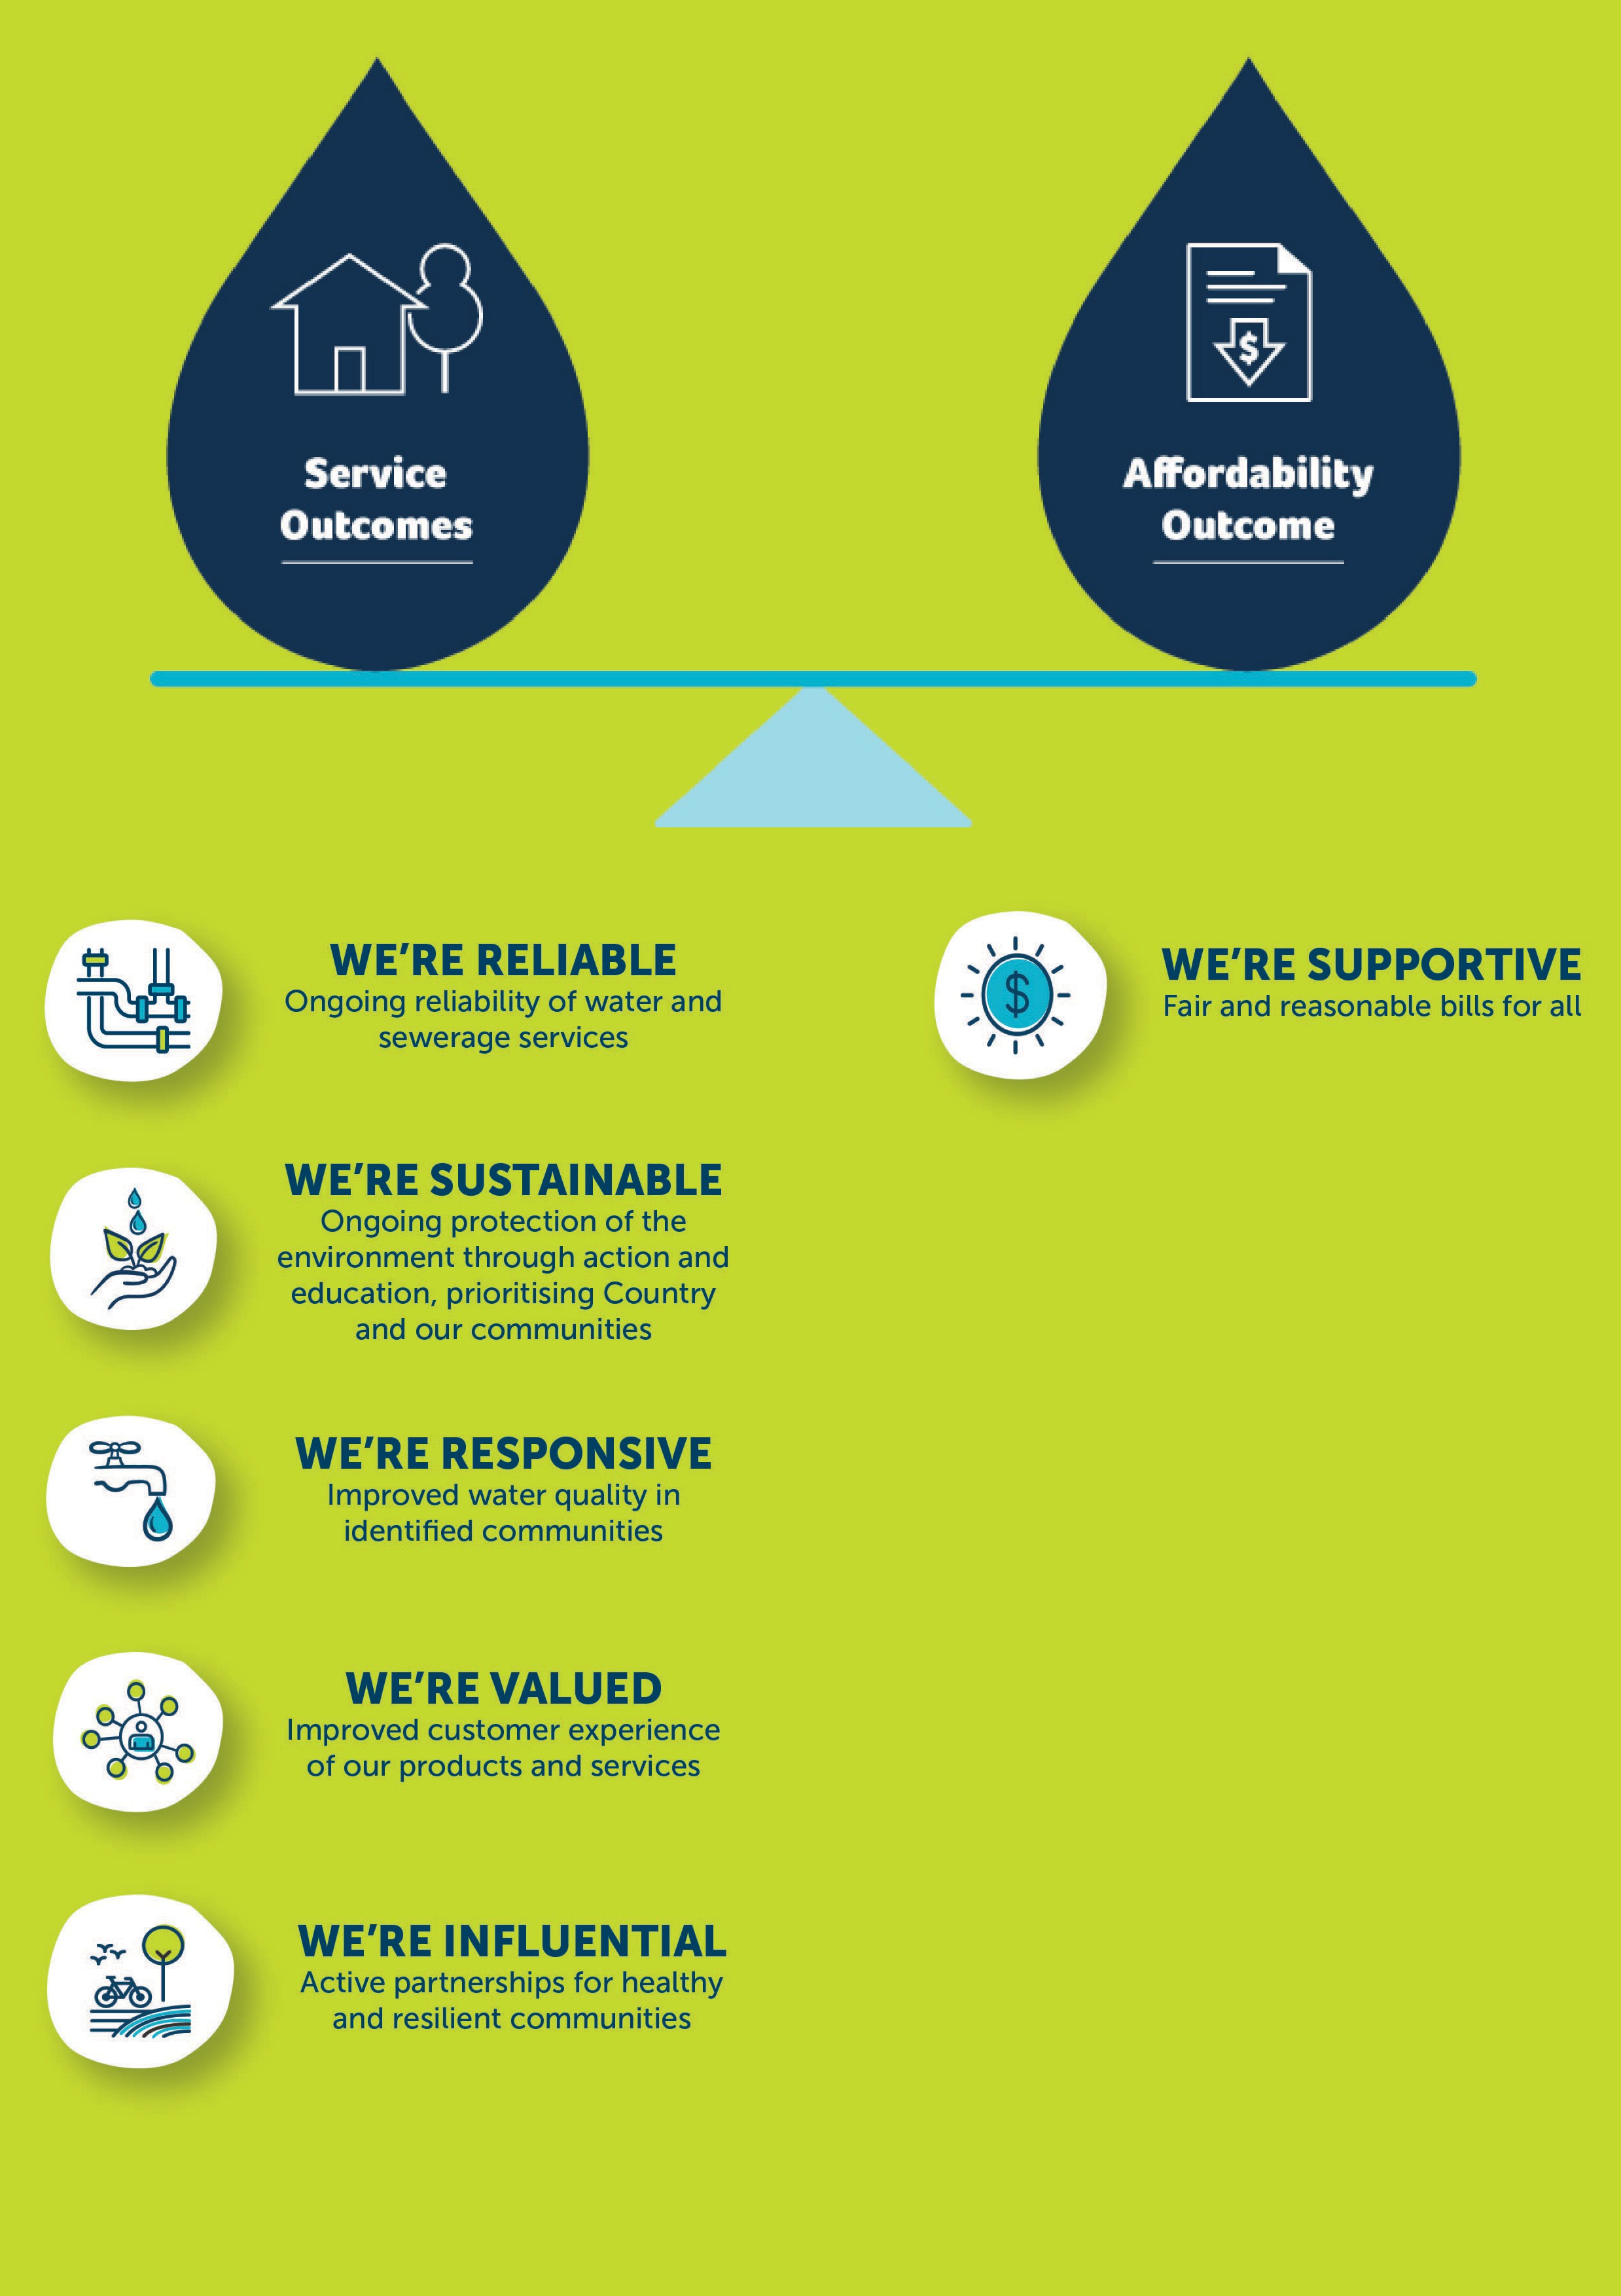 Service
Outcomes
Affordability
Outcome
$
WE'RE RELIABLE
Ongoing reliability of water and
sewerage services
WE'RE SUSTAINABLE
Ongoing protection of the
environment through action and
education, prioritising Country
and our communities
WE'RE RESPONSIVE
Improved water quality in
identified communities
WE'RE VALUED
Improved customer experience
of our products and services
WE'RE INFLUENTIAL
Active partnerships for healthy
and resilient communities
$
WE'RE SUPPORTIVE
Fair and reasonable bills for all